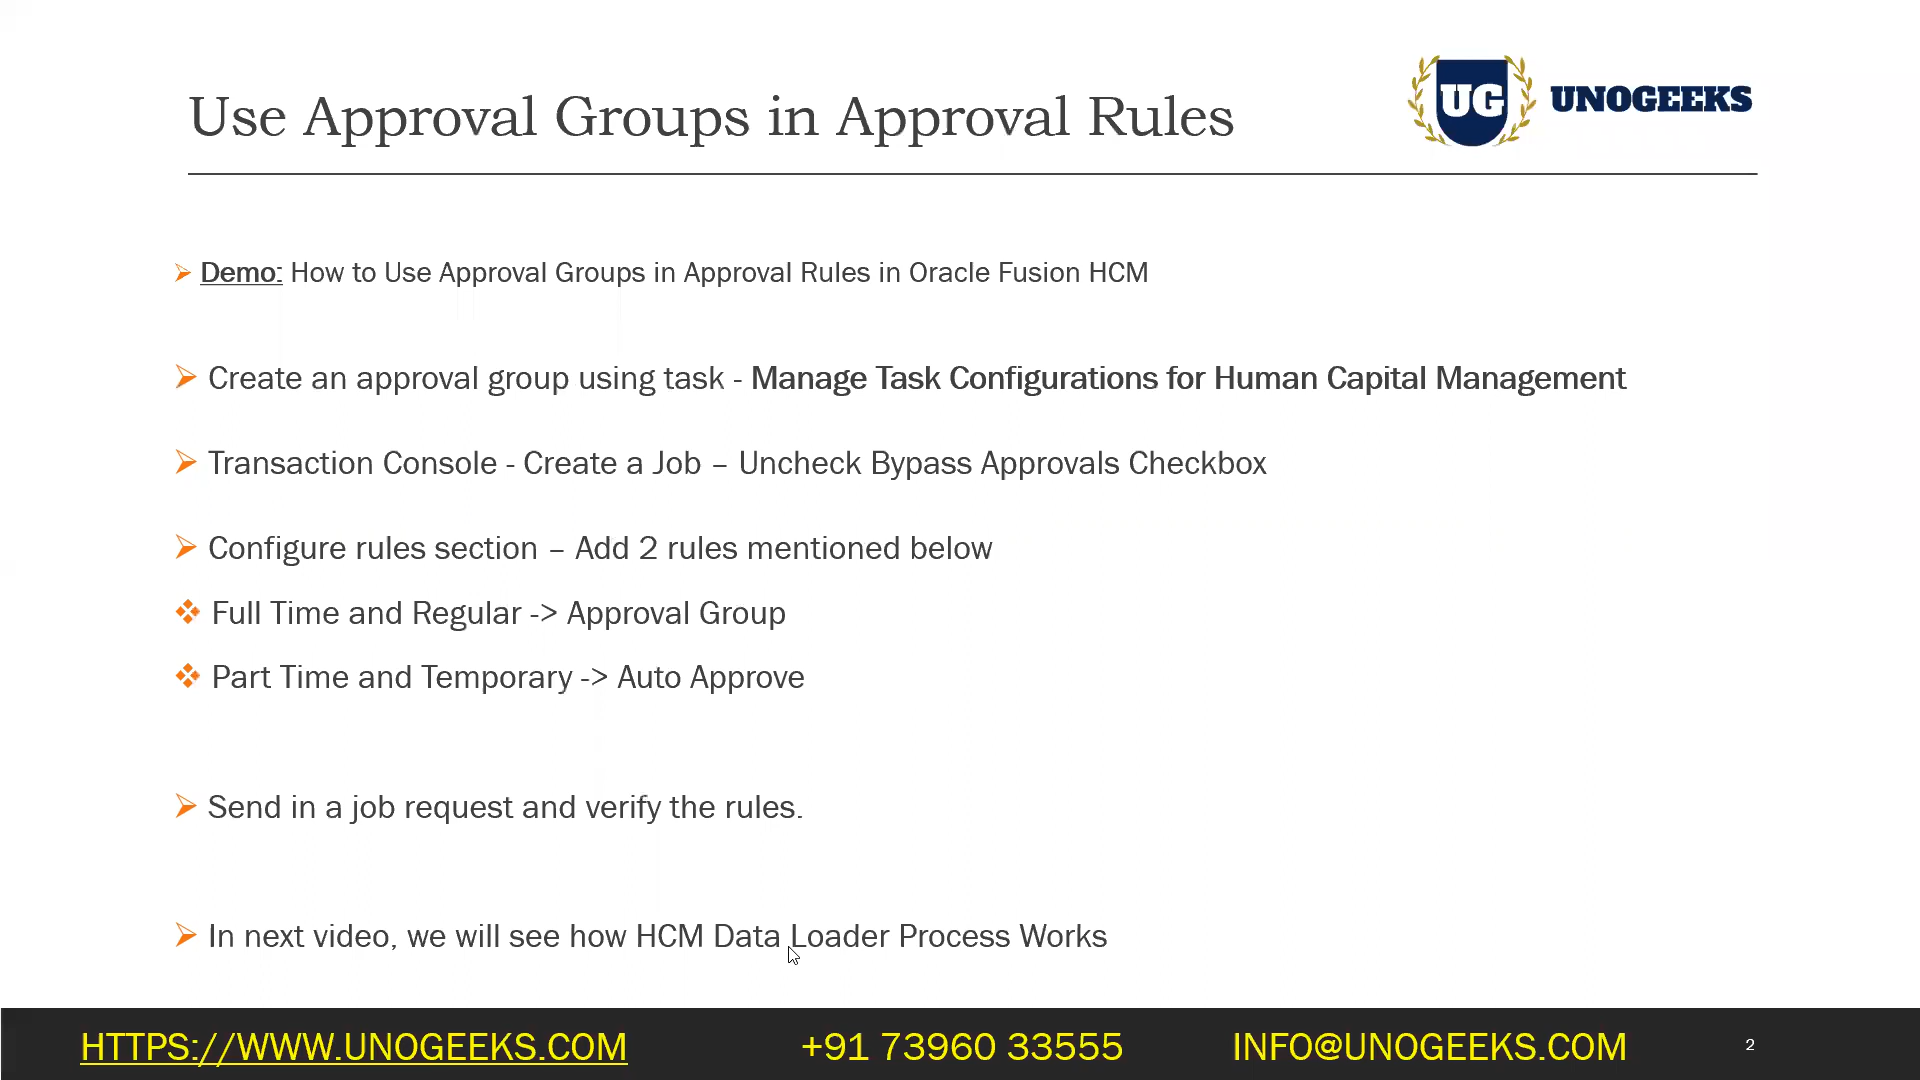 Use Approval Groups in Approval Rules
UG UNOGEEKS
Demo: How to Use Approval Groups in Approval Rules in Oracle Fusion HCM
Create an approval group using task - Manage Task Configurations for Human Capital Management
Transaction Console - Create a Job – Uncheck Bypass Approvals Checkbox
Configure rules section – Add 2 rules mentioned below
Full Time and Regular -> Approval Group
Part Time and Temporary -> Auto Approve
Send in a job request and verify the rules.
In next video, we will see how HCM Data Loader Process Works
HTTPS://WWW.UNOGEEKS.COM +91 73960 33555 INFO@UNOGEEKS.COM 2